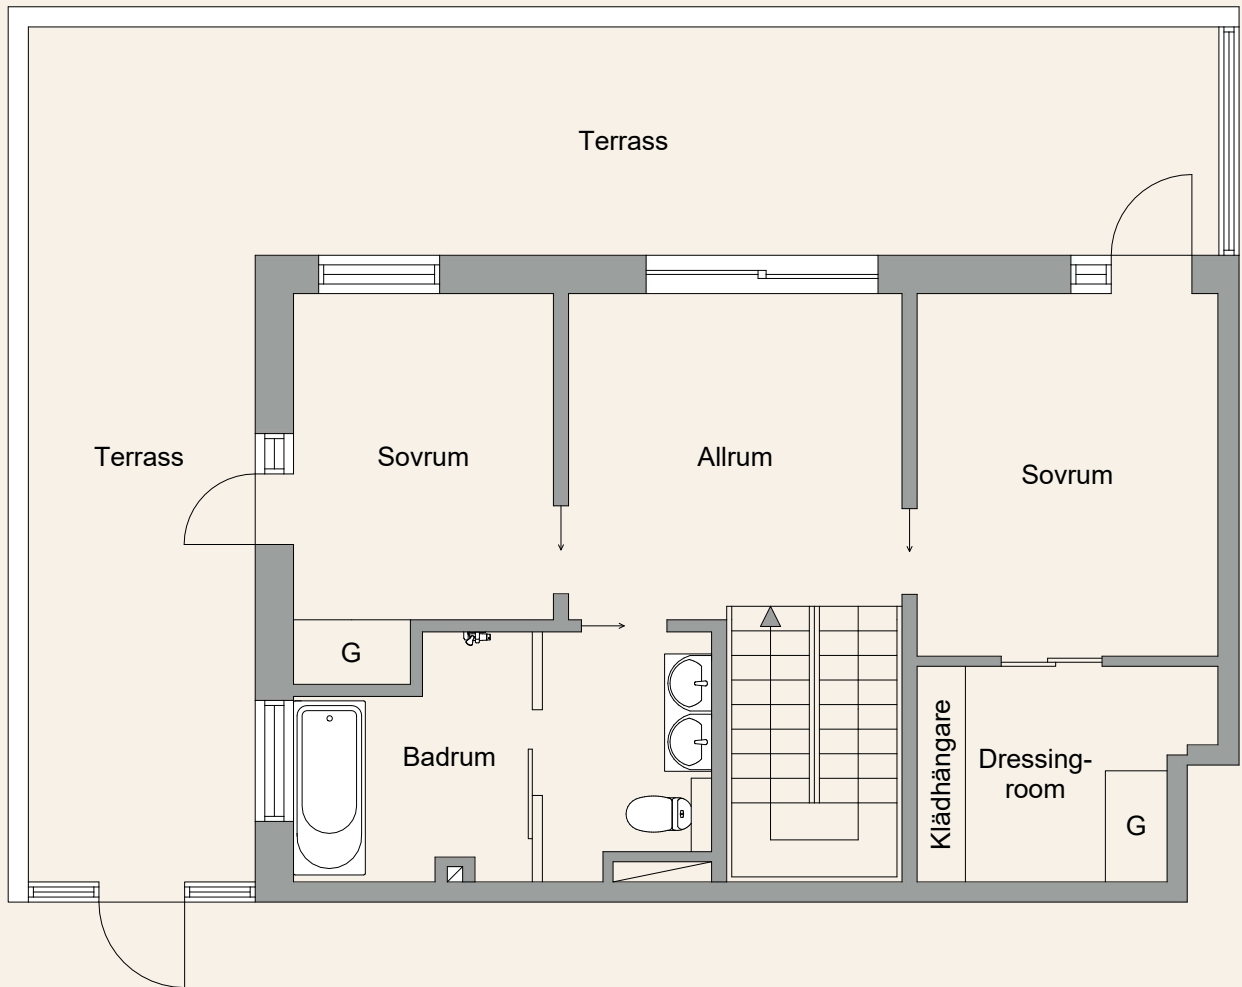 Terrass
Terrass
Sovrum
Allrum
Sovrum
G
Badrum
Klädhängare
Dressing-
room
G